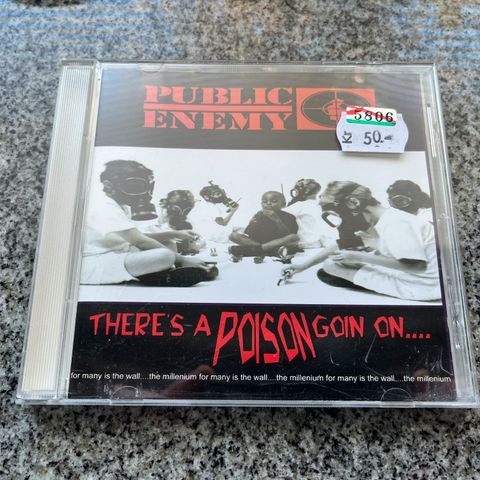 PUBLIC
ENEMY
5806
50.-
THERE'S A POISON GOIN ON....
for many is the wall....the millenium for many is the wall....the millenium for many is the wall....the millenium